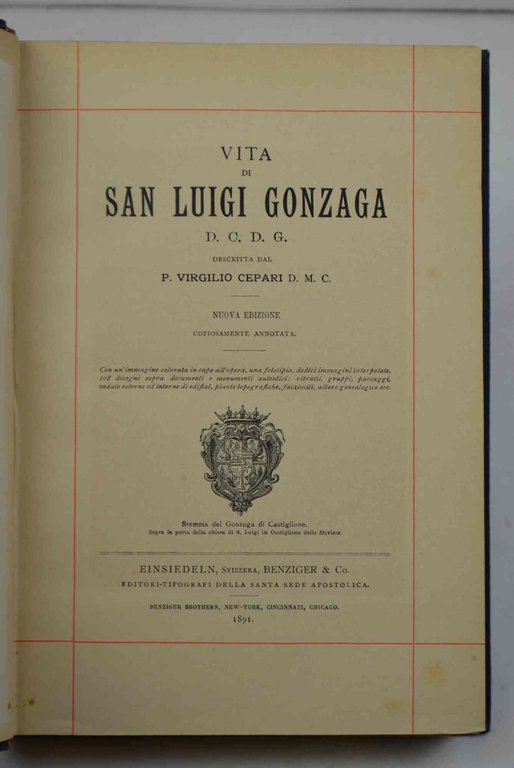 VITA
DI
SAN LUIGI GONZAGA
D. C. D. G.
DESCRITTA DAL
P. VIRGILIO CEPARI D. M. C.
NUOVA EDIZIONE
COPIOSAMENTE ANNOTATA.
Con un'immagine colorata in capo all'opera, una fototipia, dodici immagini interpolate,
108 disegni sopra documenti e monumenti autentici: ritratti, gruppi, paesaggi,
vedute esterne ed interne di edifizi, piante topografiche, facsimili, albero genealogico ecc.
Stemma dei Gonzaga di Castiglione.
Sopra la porta della chiesa di S. Luigi in Castiglione delle Stiviere.
EINSIEDELN, SVIZZERA, BENZIGER & Co.
EDITORI-TIPOGRAFI DELLA SANTA SEDE APOSTOLICA.
BENZIGER BROTHERS, NEW-YORK, CINCINNATI, CHICAGO.
1891.